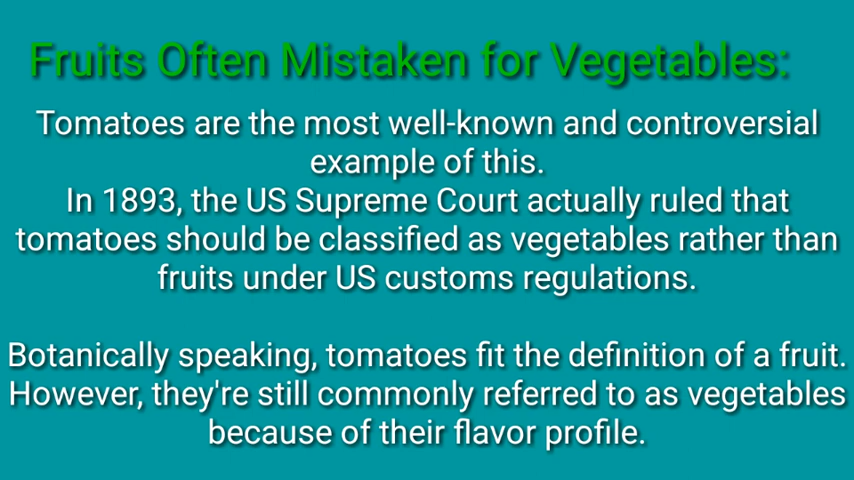 Fruits Often Mistaken for Vegetables:
Tomatoes are the most well-known and controversial
example of this.
In 1893, the US Supreme Court actually ruled that
tomatoes should be classified as vegetables rather than
fruits under US customs regulations.
Botanically speaking, tomatoes fit the definition of a fruit.
However, they're still commonly referred to as vegetables
because of their flavor profile.